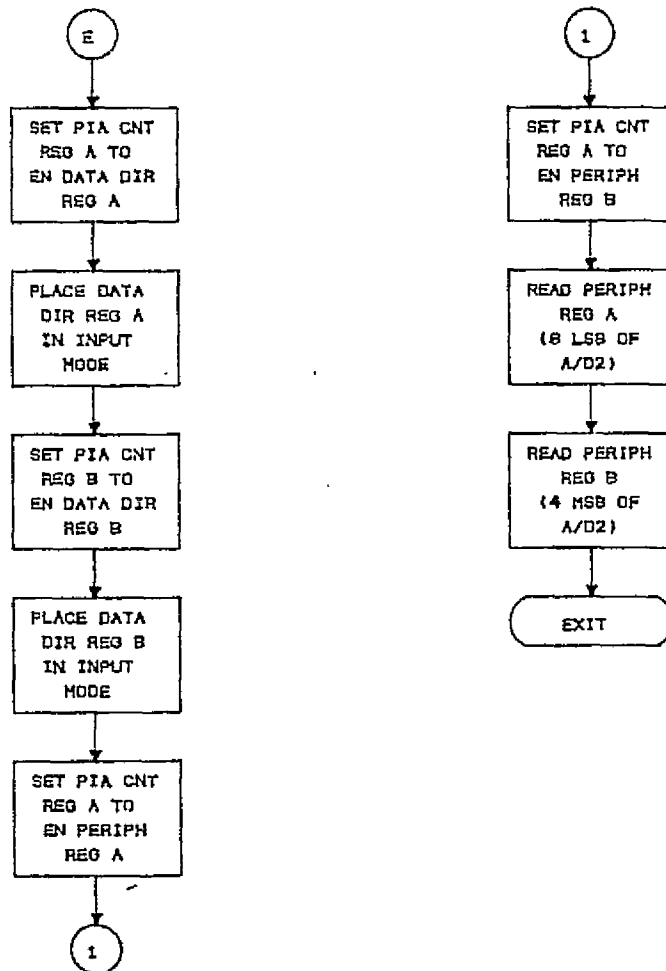 E
SET PIA CNT
REG A TO
EN DATA DIR
REG A
PLACE DATA
DIR REG A
IN INPUT
MODE
SET PIA CNT
REG B TO
EN DATA DIR
REG B
PLACE DATA
DIR REG B
IN INPUT
MODE
SET PIA CNT
REG A TO
EN PERIPH
REG A
1
1
SET PIA CNT
REG A TO
EN PERIPH
REG B
READ PERIPH
REG A
(8 LSB OF
A/D2)
READ PERIPH
REG B
(4 MSB OF
A/D2)
EXIT